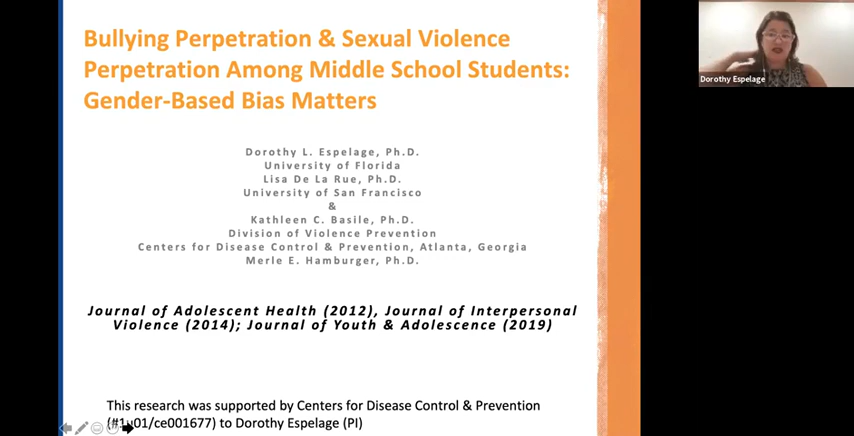 Bullying Perpetration & Sexual Violence
Perpetration Among Middle School Students:
Gender-Based Bias Matters
Dorothy L. Espelage, Ph.D.
University of Florida
Lisa De La Rue, Ph.D.
University of San Francisco
&
Kathleen C. Basile, Ph.D.
Division of Violence Prevention
Centers for Disease Control & Prevention, Atlanta, Georgia
Merle E. Hamburger, Ph.D.
Journal of Adolescent Health (2012), Journal of Interpersonal
Violence (2014); Journal of Youth & Adolescence (2019)
This research was supported by Centers for Disease Control & Prevention
(#1u01/ce001677) to Dorothy Espelage (PI)
Dorothy Espelage